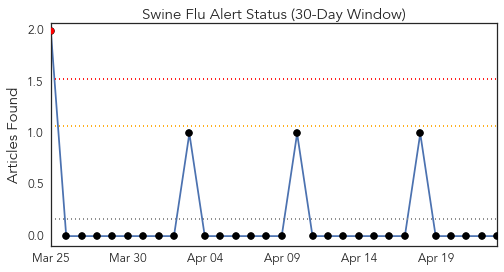 Swine Flu Alert Status (30-Day Window)
Articles Found
2.0
1.5
1.0
0.5
0.0
Mar 25
Mar 30
Apr 04
Apr 09
Apr 14
Apr 19